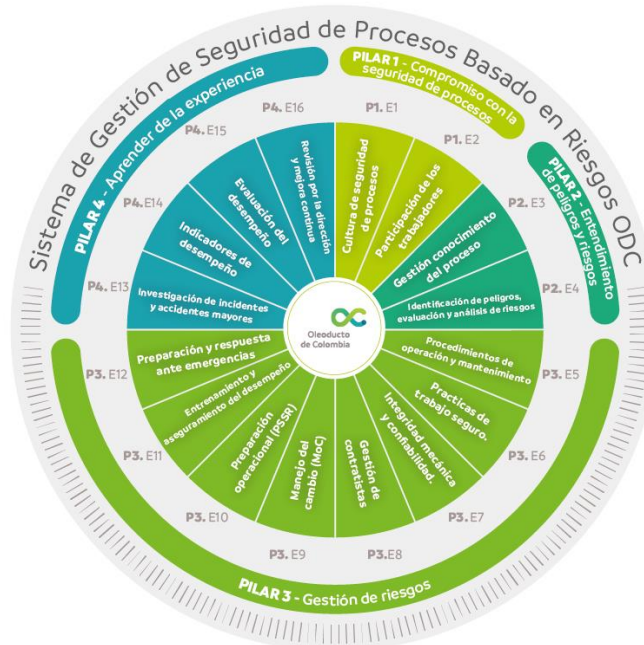 Sistema de Gestión de Seguridad de Procesos Basado en Riesgos ODC
PILAR 1 - Compromiso con la
seguridad de procesos
P1. E1
Cultura de seguridad
de procesos
P1. E2
Participación de los
trabajadores
PILAR 2 - Entendimiento
de peligros y riesgos
P2. E3
Gestión conocimiento
del proceso
P2. E4
Identificación de peligros,
evaluación y análisis de riesgos
PILAR 3 - Gestión de riesgos
P3. E5
Procedimientos de
operación y mantenimiento
P3. E6
Practicas de
trabajo seguro.
P3. E7
Integridad mecánica
y confiabilidad.
P3. E8
Gestión de
contratistas
P3. E9
Manejo del
cambio (MoC)
P3. E10
Preparación
operacional (PSSR)
P3. E11
Entrenamiento y
aseguramiento del desempeño
P3. E12
Preparación y respuesta
ante emergencias
PILAR 4 - Aprender de la experiencia
P4. E13
Investigación de incidentes
y accidentes mayores
P4. E14
Indicadores de
desempeño
P4. E15
Evaluación del
desempeño
P4. E16
Revisión por la dirección
y mejora continua
Oleoducto
de Colombia